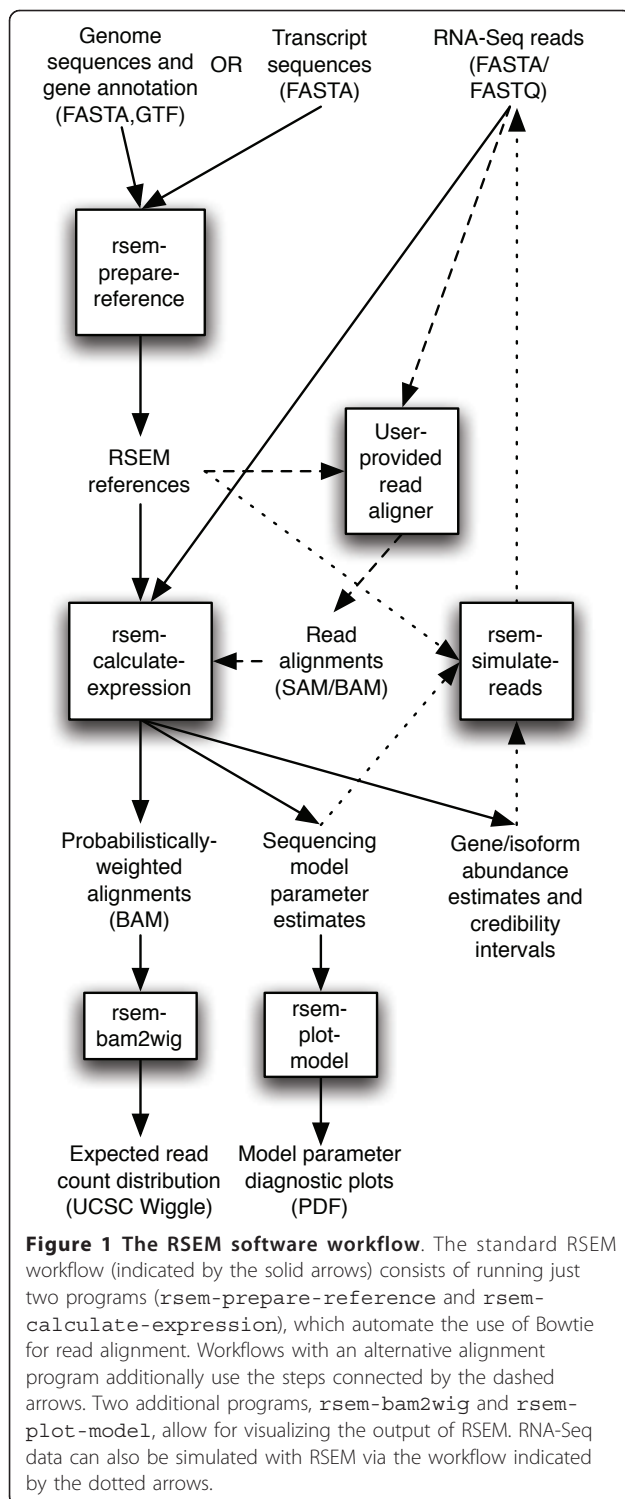 Genome
sequences and
gene annotation
(FASTA,GTF)
OR
Transcript
sequences
(FASTA)
RNA-Seq reads
(FASTA/
FASTQ)
rsem-
prepare-
reference
RSEM
references
User-
provided
read
aligner
rsem-
calculate-
expression
Read
alignments
(SAM/BAM)
rsem-
simulate-
reads
Probabilistically-
weighted
alignments
(BAM)
Sequencing
model
parameter
estimates
Gene/isoform
abundance
estimates and
credibility
intervals
rsem-
bam2wig
rsem-
plot-
model
Expected read
count distribution
(UCSC Wiggle)
Model parameter
diagnostic plots
(PDF)
Figure 1 The RSEM software workflow. The standard RSEM
workflow (indicated by the solid arrows) consists of running just
two programs (rsem-prepare-reference and rsem-
calculate-expression), which automate the use of Bowtie
for read alignment. Workflows with an alternative alignment
program additionally use the steps connected by the dashed
arrows. Two additional programs, rsem-bam2wig and rsem-
plot-model, allow for visualizing the output of RSEM. RNA-Seq
data can also be simulated with RSEM via the workflow indicated
by the dotted arrows.